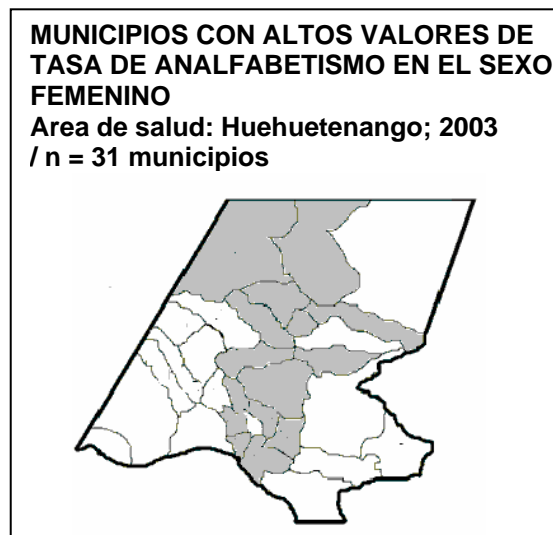 MUNICIPIOS CON ALTOS VALORES DE
TASA DE ANALFABETISMO EN EL SEXO
FEMENINO
Area de salud: Huehuetenango; 2003
/ n = 31 municipios